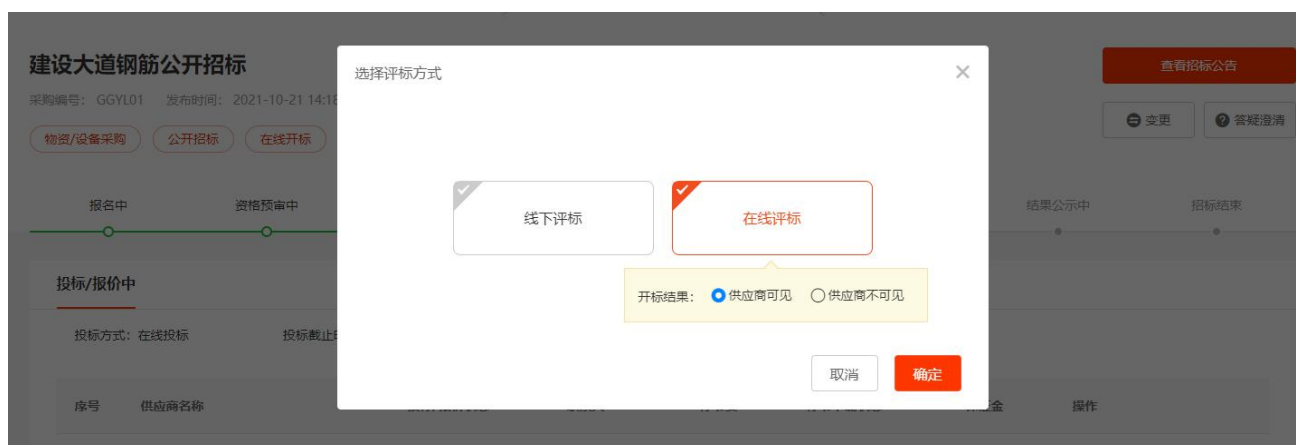 建设大道钢筋公开招标
选择评标方式
查看招标公告
采购编号： GGYL01 发布时间： 2021-10-21 14:18
变更 答疑澄清
物资/设备采购 公开招标 在线开标
报名中 资格预审中 结果公示中 招标结束
线下评标 在线评标
投标/报价中
开标结果： 供应商可见 供应商不可见
投标方式：在线投标 投标截止
取消 确定
序号 供应商名称 操作